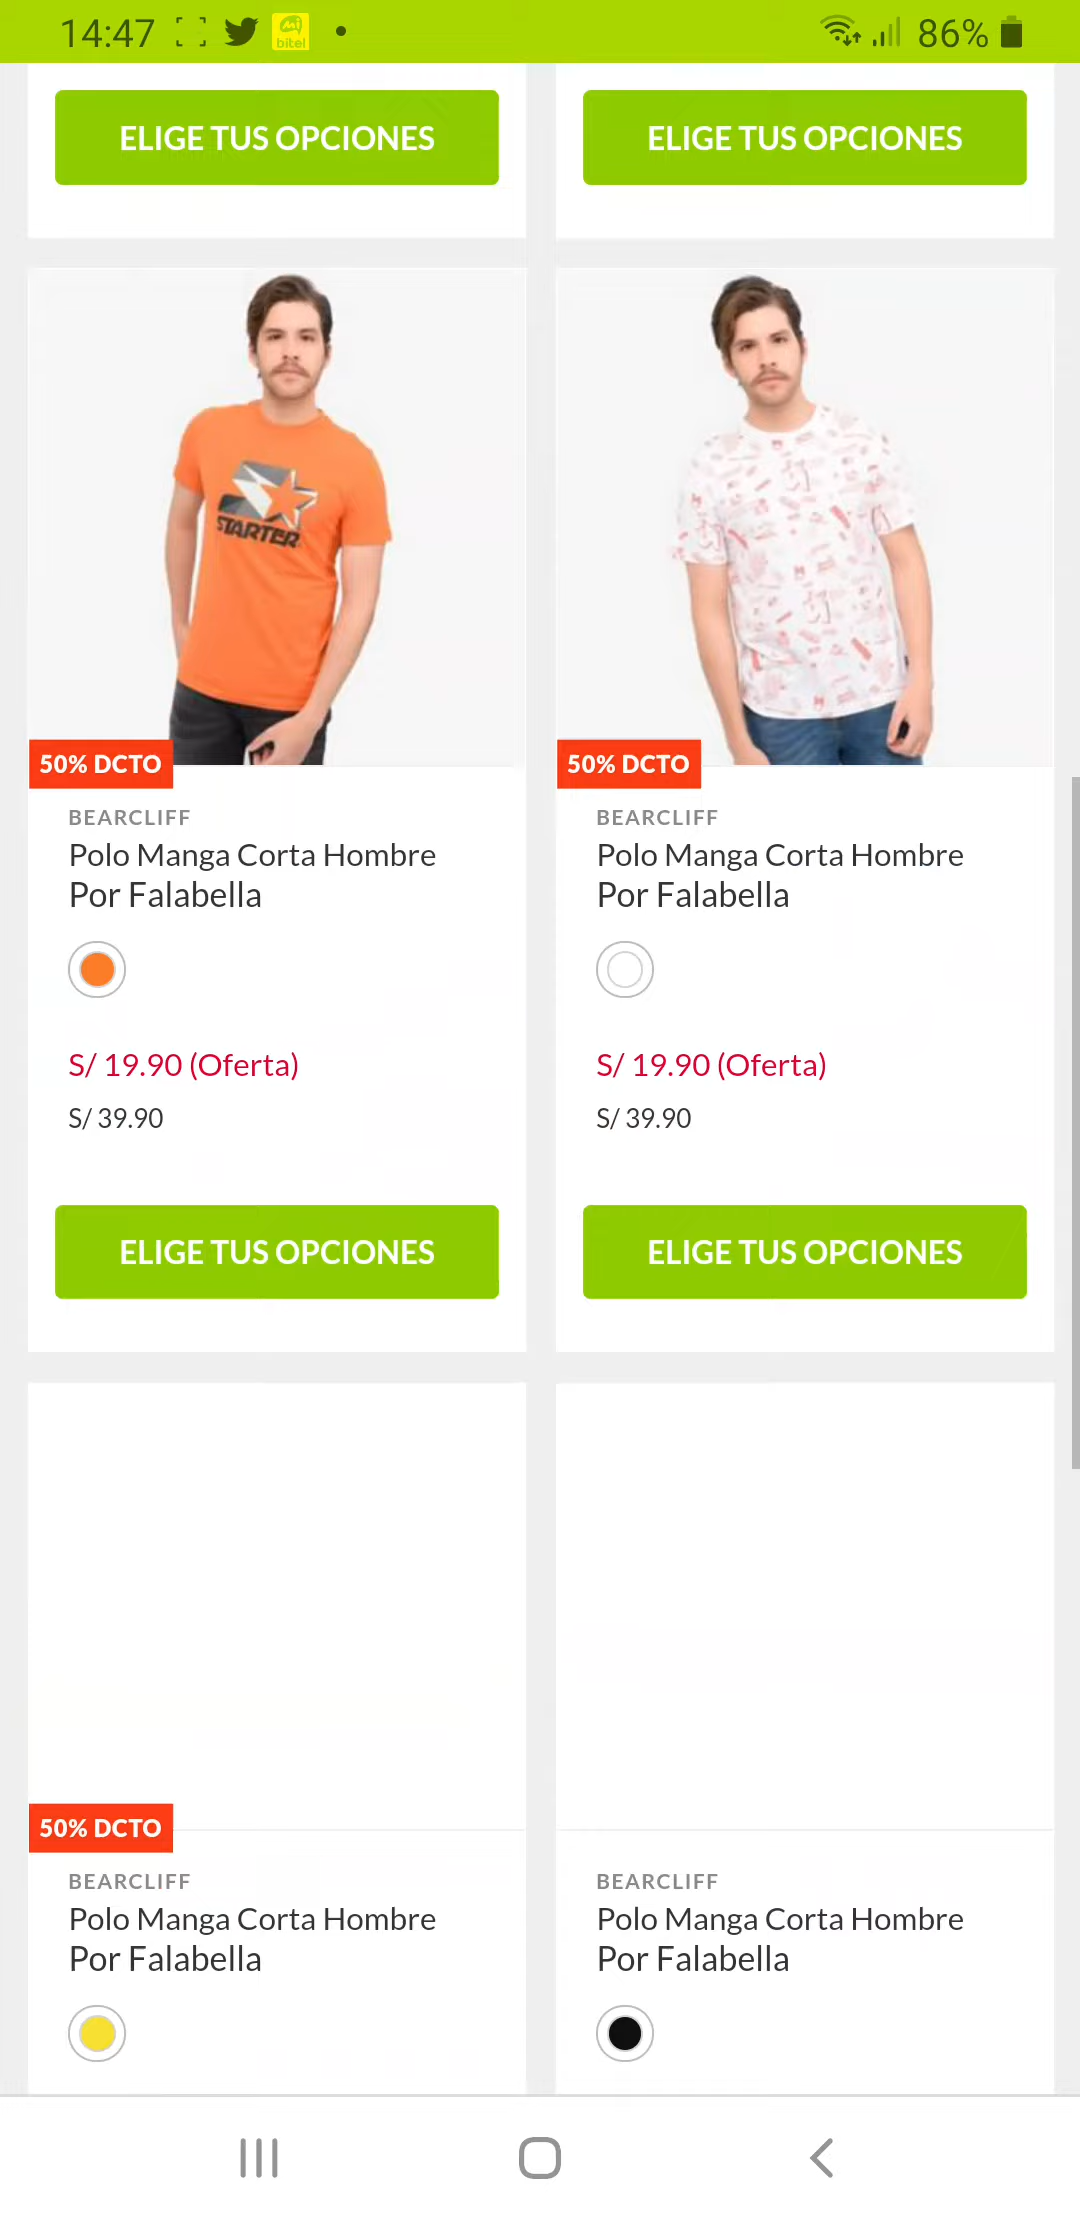 14:47
bitel
86%
ELIGE TUS OPCIONES
ELIGE TUS OPCIONES
STARTER
50% DCTO
BEARCLIFF
Polo Manga Corta Hombre
Por Falabella
S/ 19.90 (Oferta)
S/ 39.90
ELIGE TUS OPCIONES
50% DCTO
BEARCLIFF
Polo Manga Corta Hombre
Por Falabella
S/ 19.90 (Oferta)
S/ 39.90
ELIGE TUS OPCIONES
50% DCTO
BEARCLIFF
Polo Manga Corta Hombre
Por Falabella
BEARCLIFF
Polo Manga Corta Hombre
Por Falabella